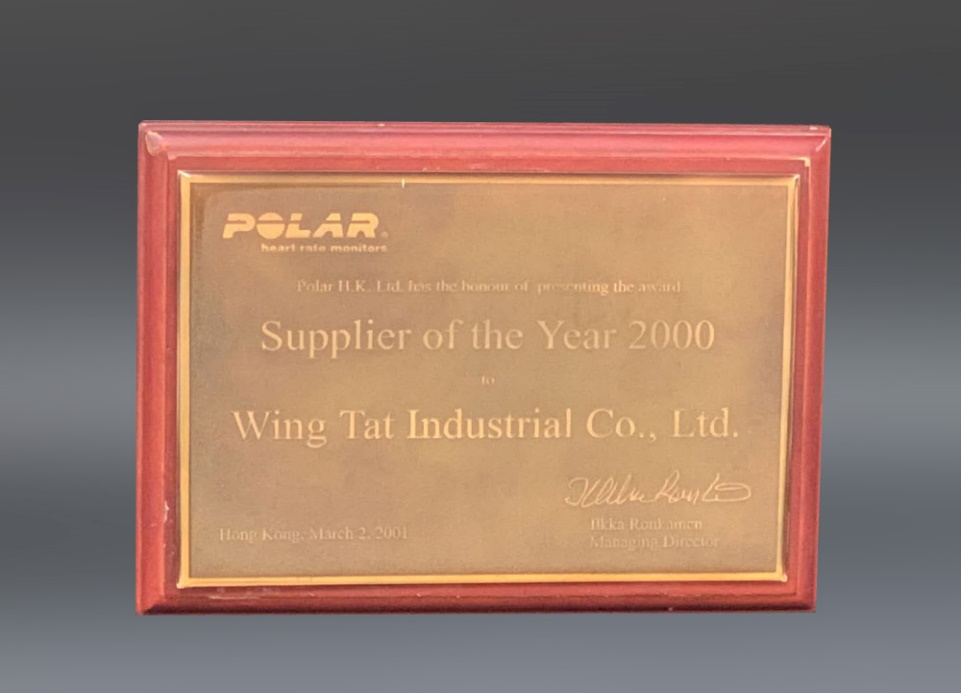 POLAR®
heart rate monitors
Polar H.K. Ltd. has the honour of presenting the award
Supplier of the Year 2000
to
Wing Tat Industrial Co., Ltd.
Ilkka Ronkainen
Hong Kong, March 2, 2001
Managing Director